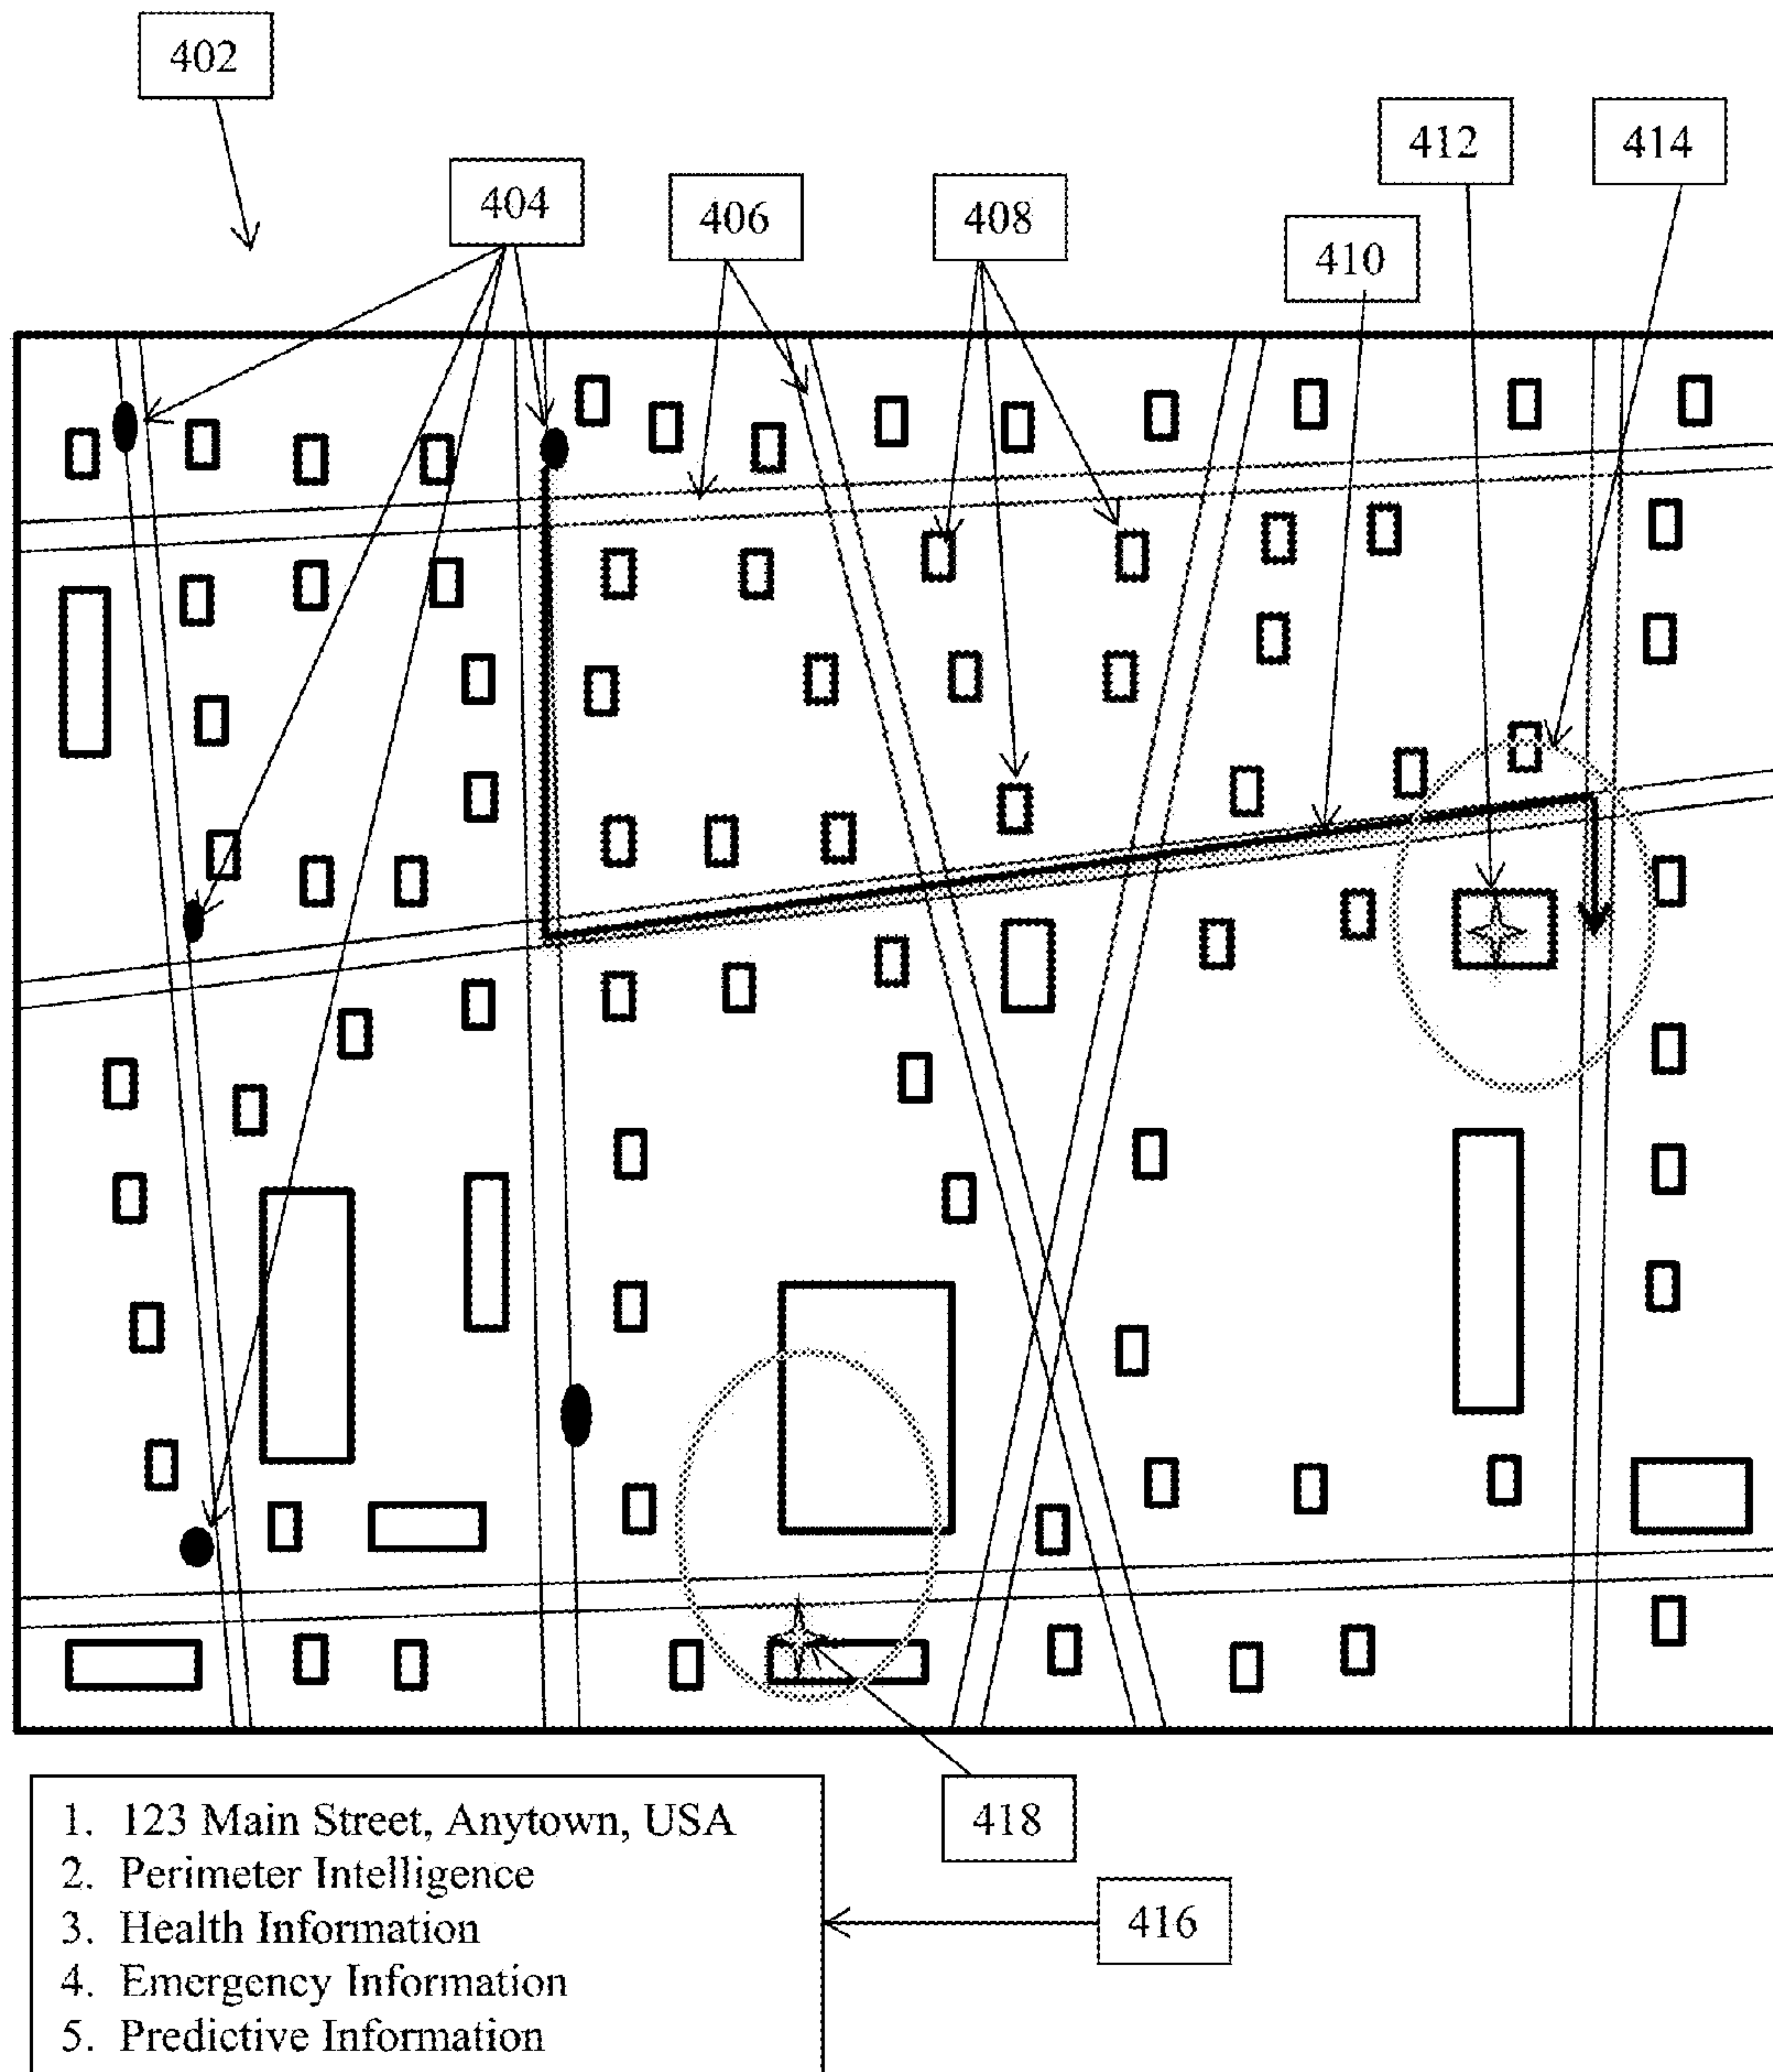 402
412
414
404
406
408
410
1. 123 Main Street, Anytown, USA
2. Perimeter Intelligence
3. Health Information
4. Emergency Information
5. Predictive Information
418
416